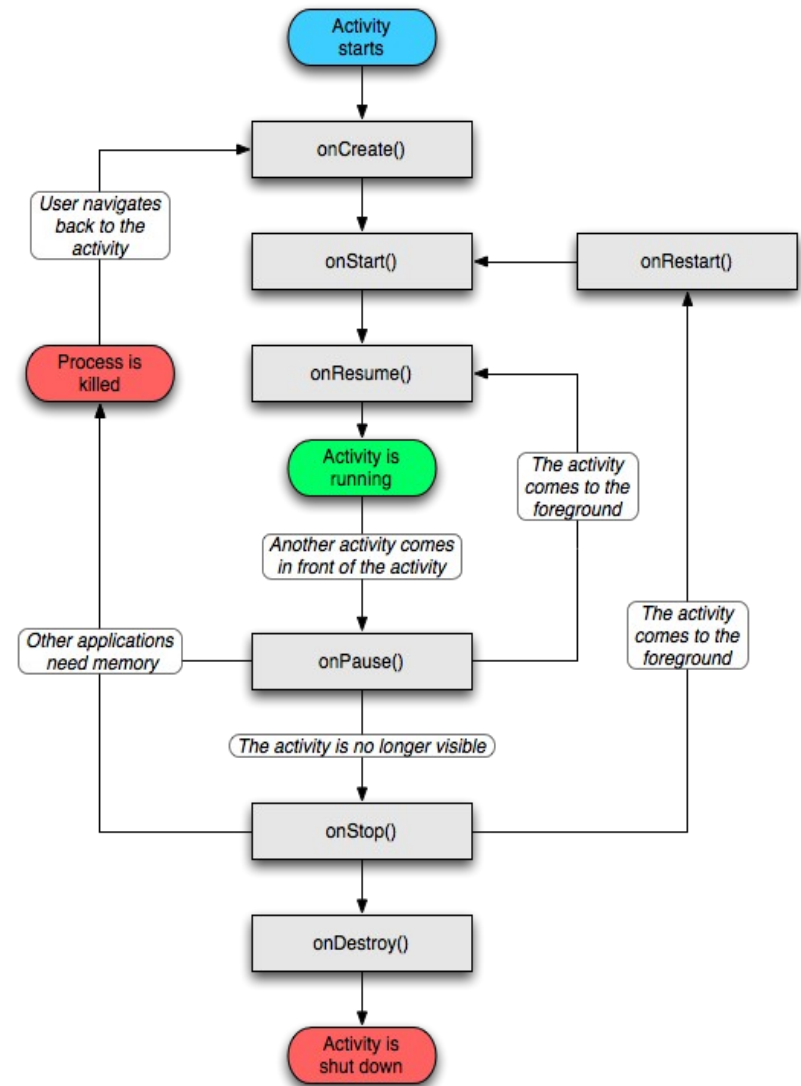 Activity
starts
onCreate()
User navigates
back to the
activity
onStart()
onRestart()
Process is
killed
onResume()
Activity is
running
The activity
comes to the
foreground
Another activity comes
in front of the activity
Other applications
need memory
onPause()
The activity
comes to the
foreground
The activity is no longer visible
onStop()
onDestroy()
Activity is
shut down